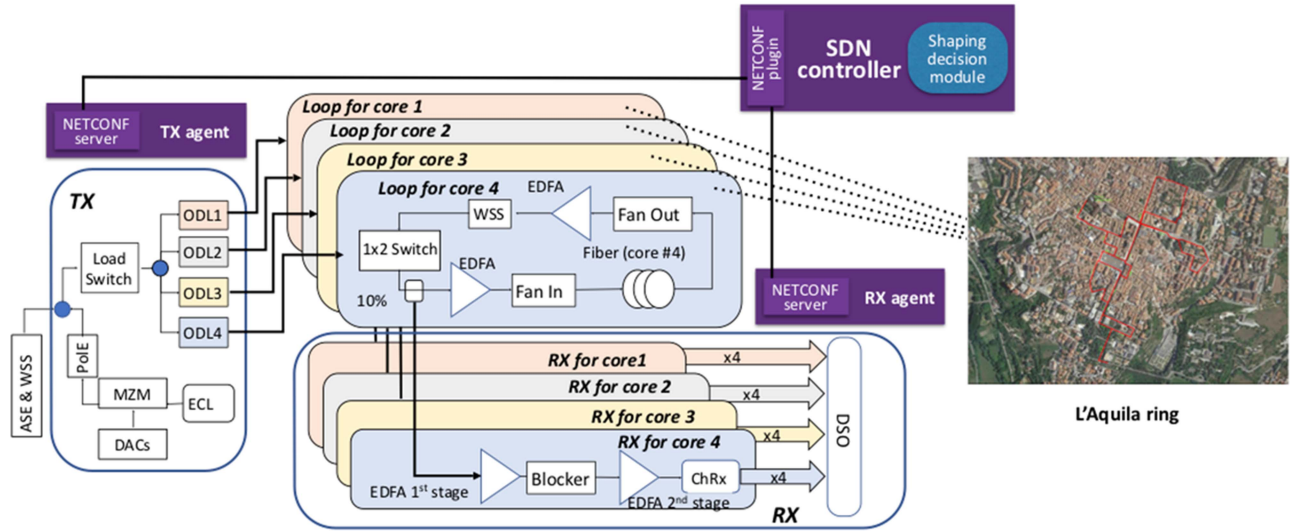 NETCONF
plugin
SDN
controller
Shaping
decision
module
NETCONF
server
TX agent
Loop for core 1
Loop for core 2
Loop for core 3
Loop for core 4
TX
ODL1
ODL2
ODL3
ODL4
Load
Switch
PolE
MZM
ECL
DACs
ASE & WSS
EDFA
WSS
Fan Out
1x2 Switch
EDFA
Fiber (core #4)
Fan In
10%
NETCONF
server
RX agent
L'Aquila ring
RX for core1
x4
RX for core 2
x4
RX for core 3
x4
RX for core 4
x4
DSO
EDFA 1st stage
Blocker
EDFA 2nd stage
ChRx
RX